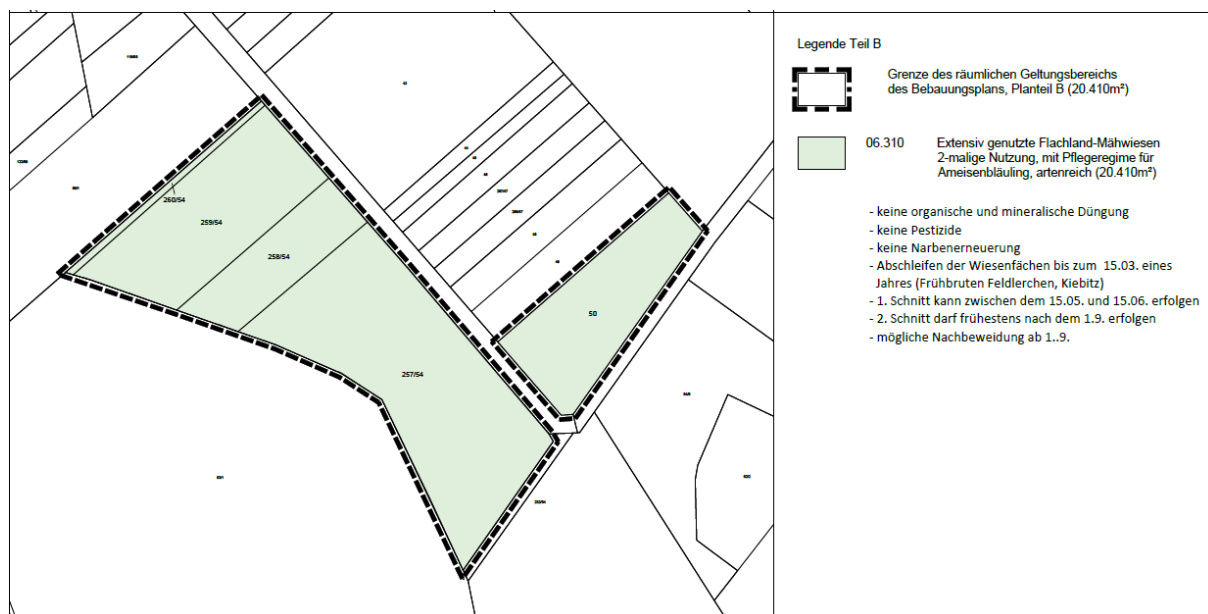 260/54
259/54
258/54
257/54
50
Legende Teil B
Grenze des räumlichen Geltungsbereichs
des Bebauungsplans, Planteil B (20.410m²)
06.310 Extensiv genutzte Flachland-Mähwiesen
2-malige Nutzung, mit Pflegeregime für
Ameisenbläuling, artenreich (20.410m²)
- keine organische und mineralische Düngung
- keine Pestizide
- keine Narbenerneuerung
- Abschleifen der Wiesenfächen bis zum 15.03. eines
Jahres (Frühbruten Feldlerchen, Kiebitz)
- 1. Schnitt kann zwischen dem 15.05. und 15.06. erfolgen
- 2. Schnitt darf frühestens nach dem 1.9. erfolgen
- mögliche Nachbeweidung ab 1..9.